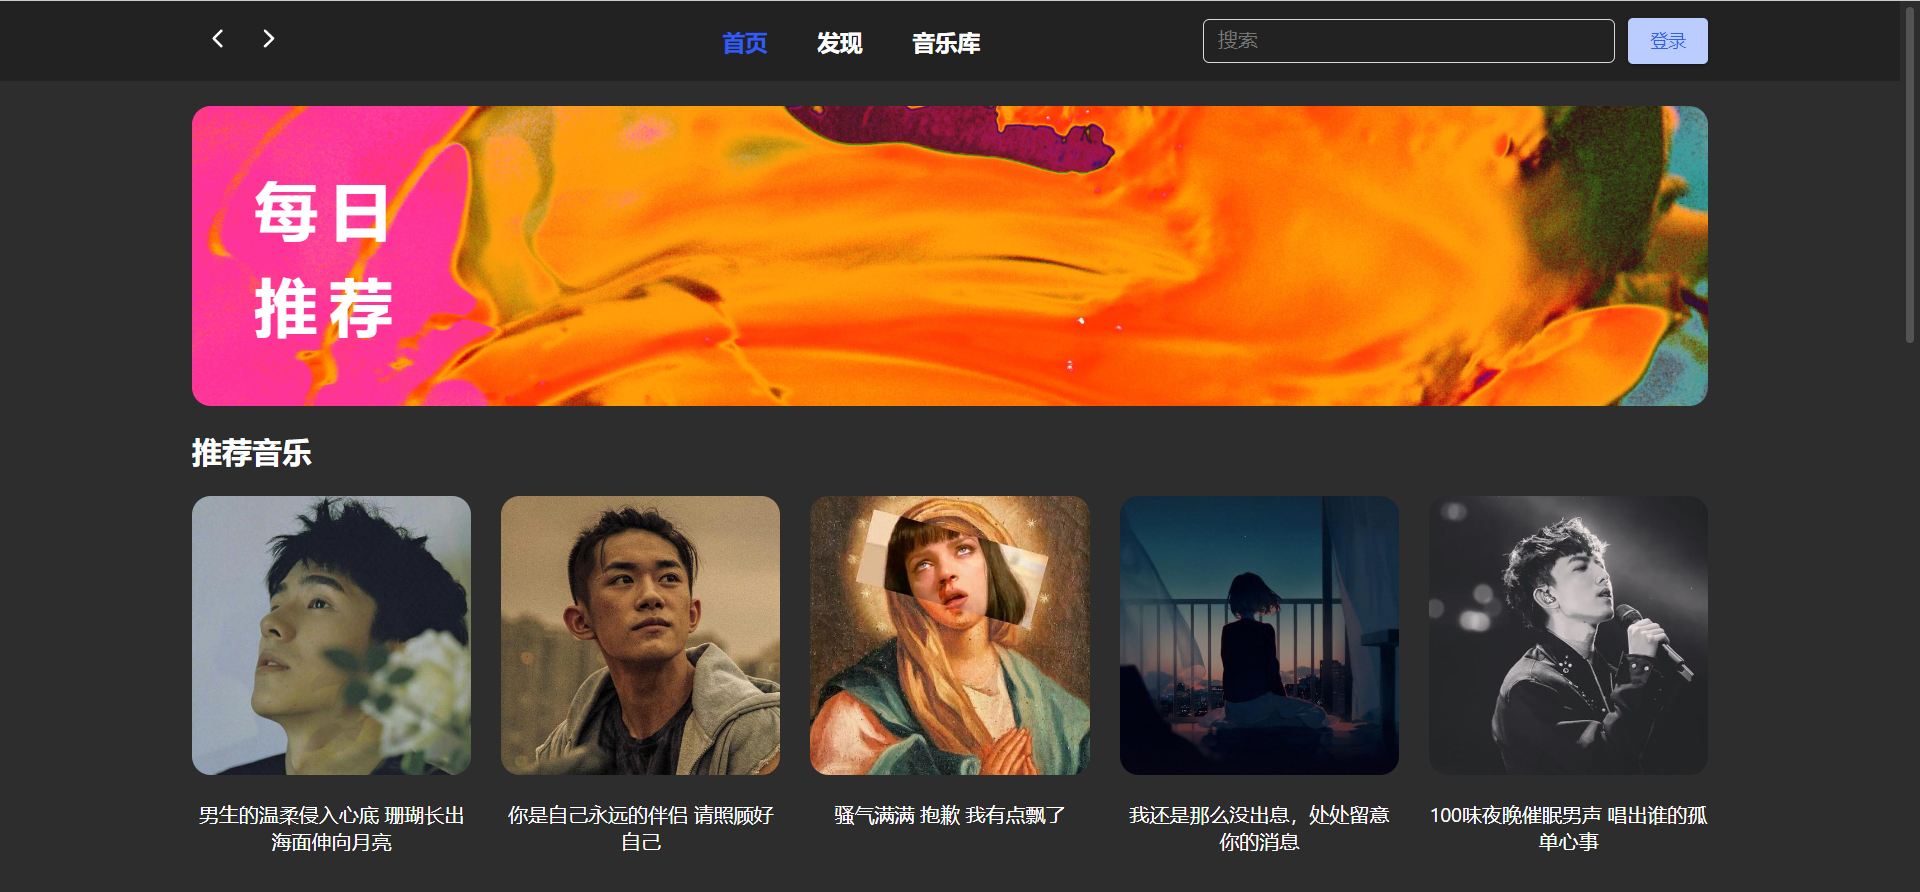 首页 发现 音乐库 搜索 登录
每日
推荐
推荐音乐
男生的温柔侵入心底 珊瑚长出
海面伸向月亮
你是自己永远的伴侣 请照顾好
自己
骚气满满 抱歉 我有点飘了
我还是那么没出息，处处留意
你的消息
100味夜晚催眠男声 唱出谁的孤
单心事